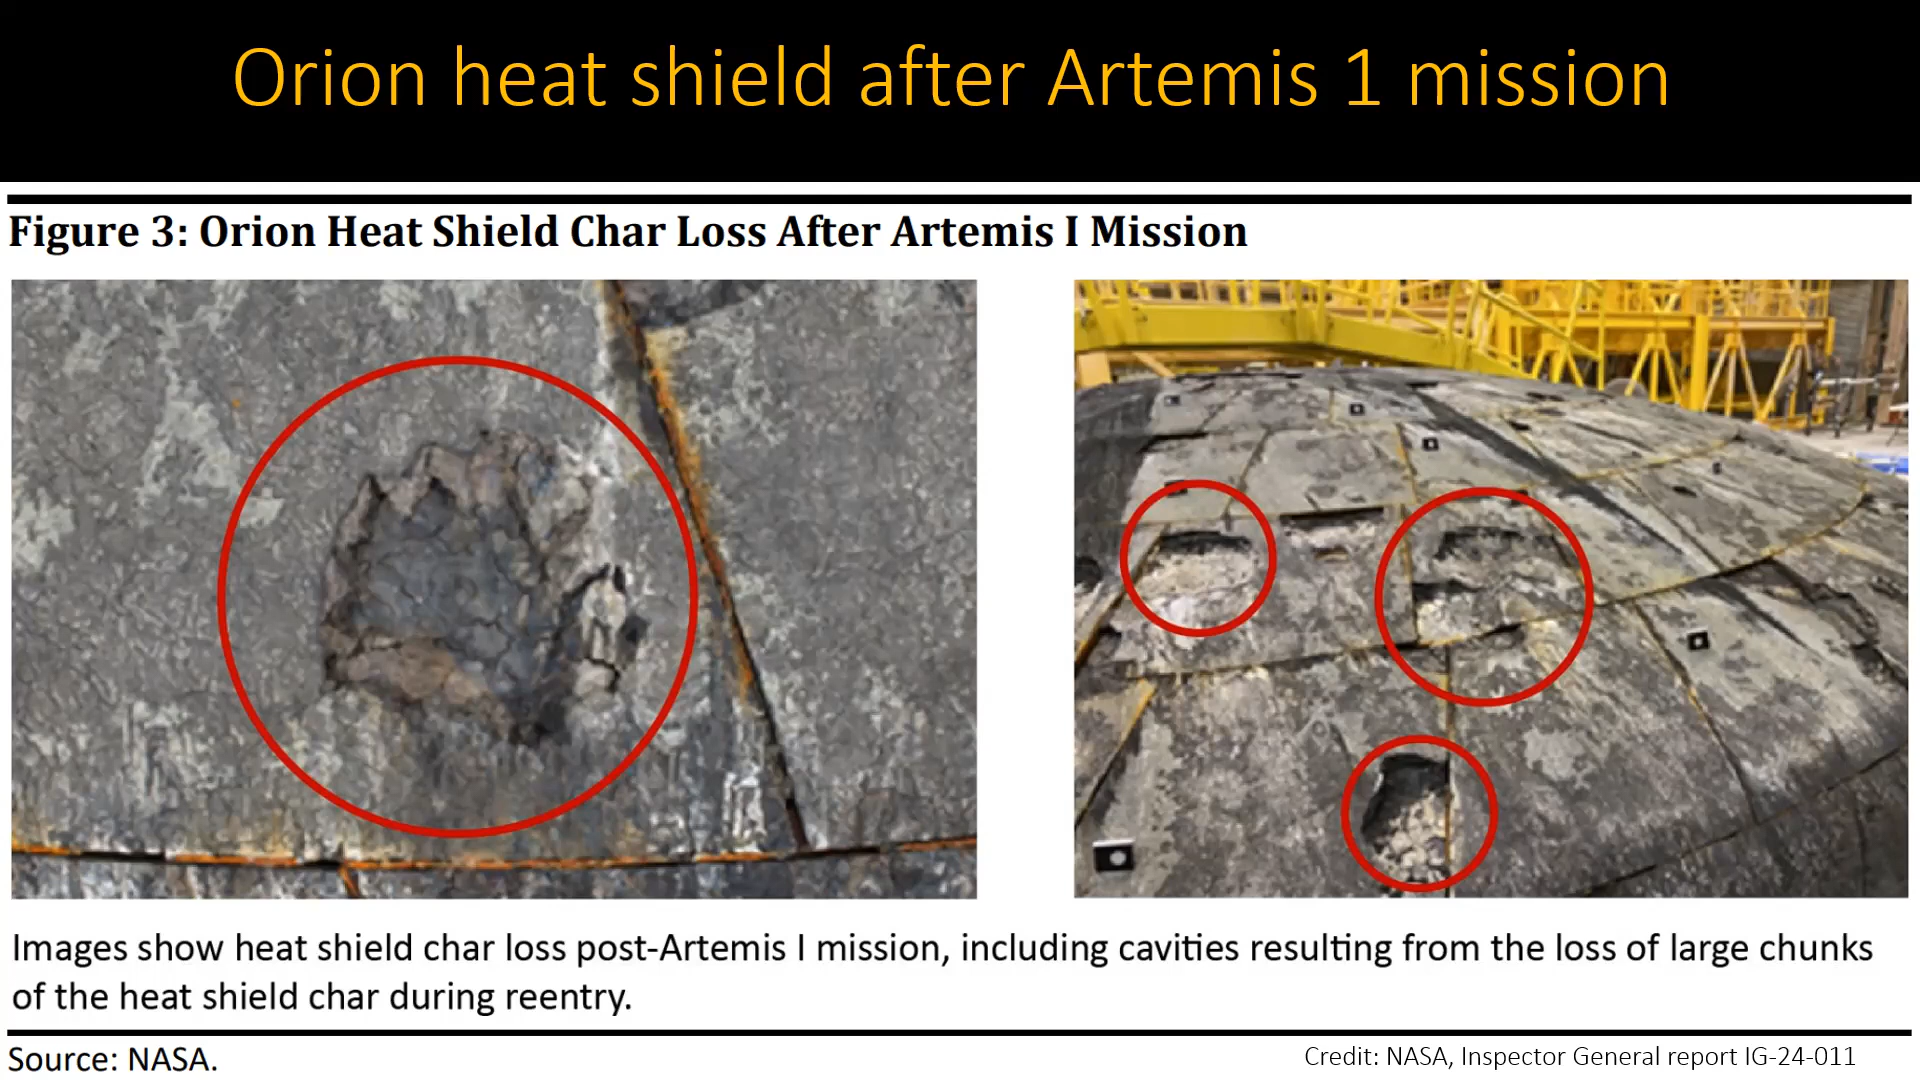 Orion heat shield after Artemis 1 mission
Figure 3: Orion Heat Shield Char Loss After Artemis I Mission
Images show heat shield char loss post-Artemis I mission, including cavities resulting from the loss of large chunks
of the heat shield char during reentry.
Source: NASA.
Credit: NASA, Inspector General report IG-24-011